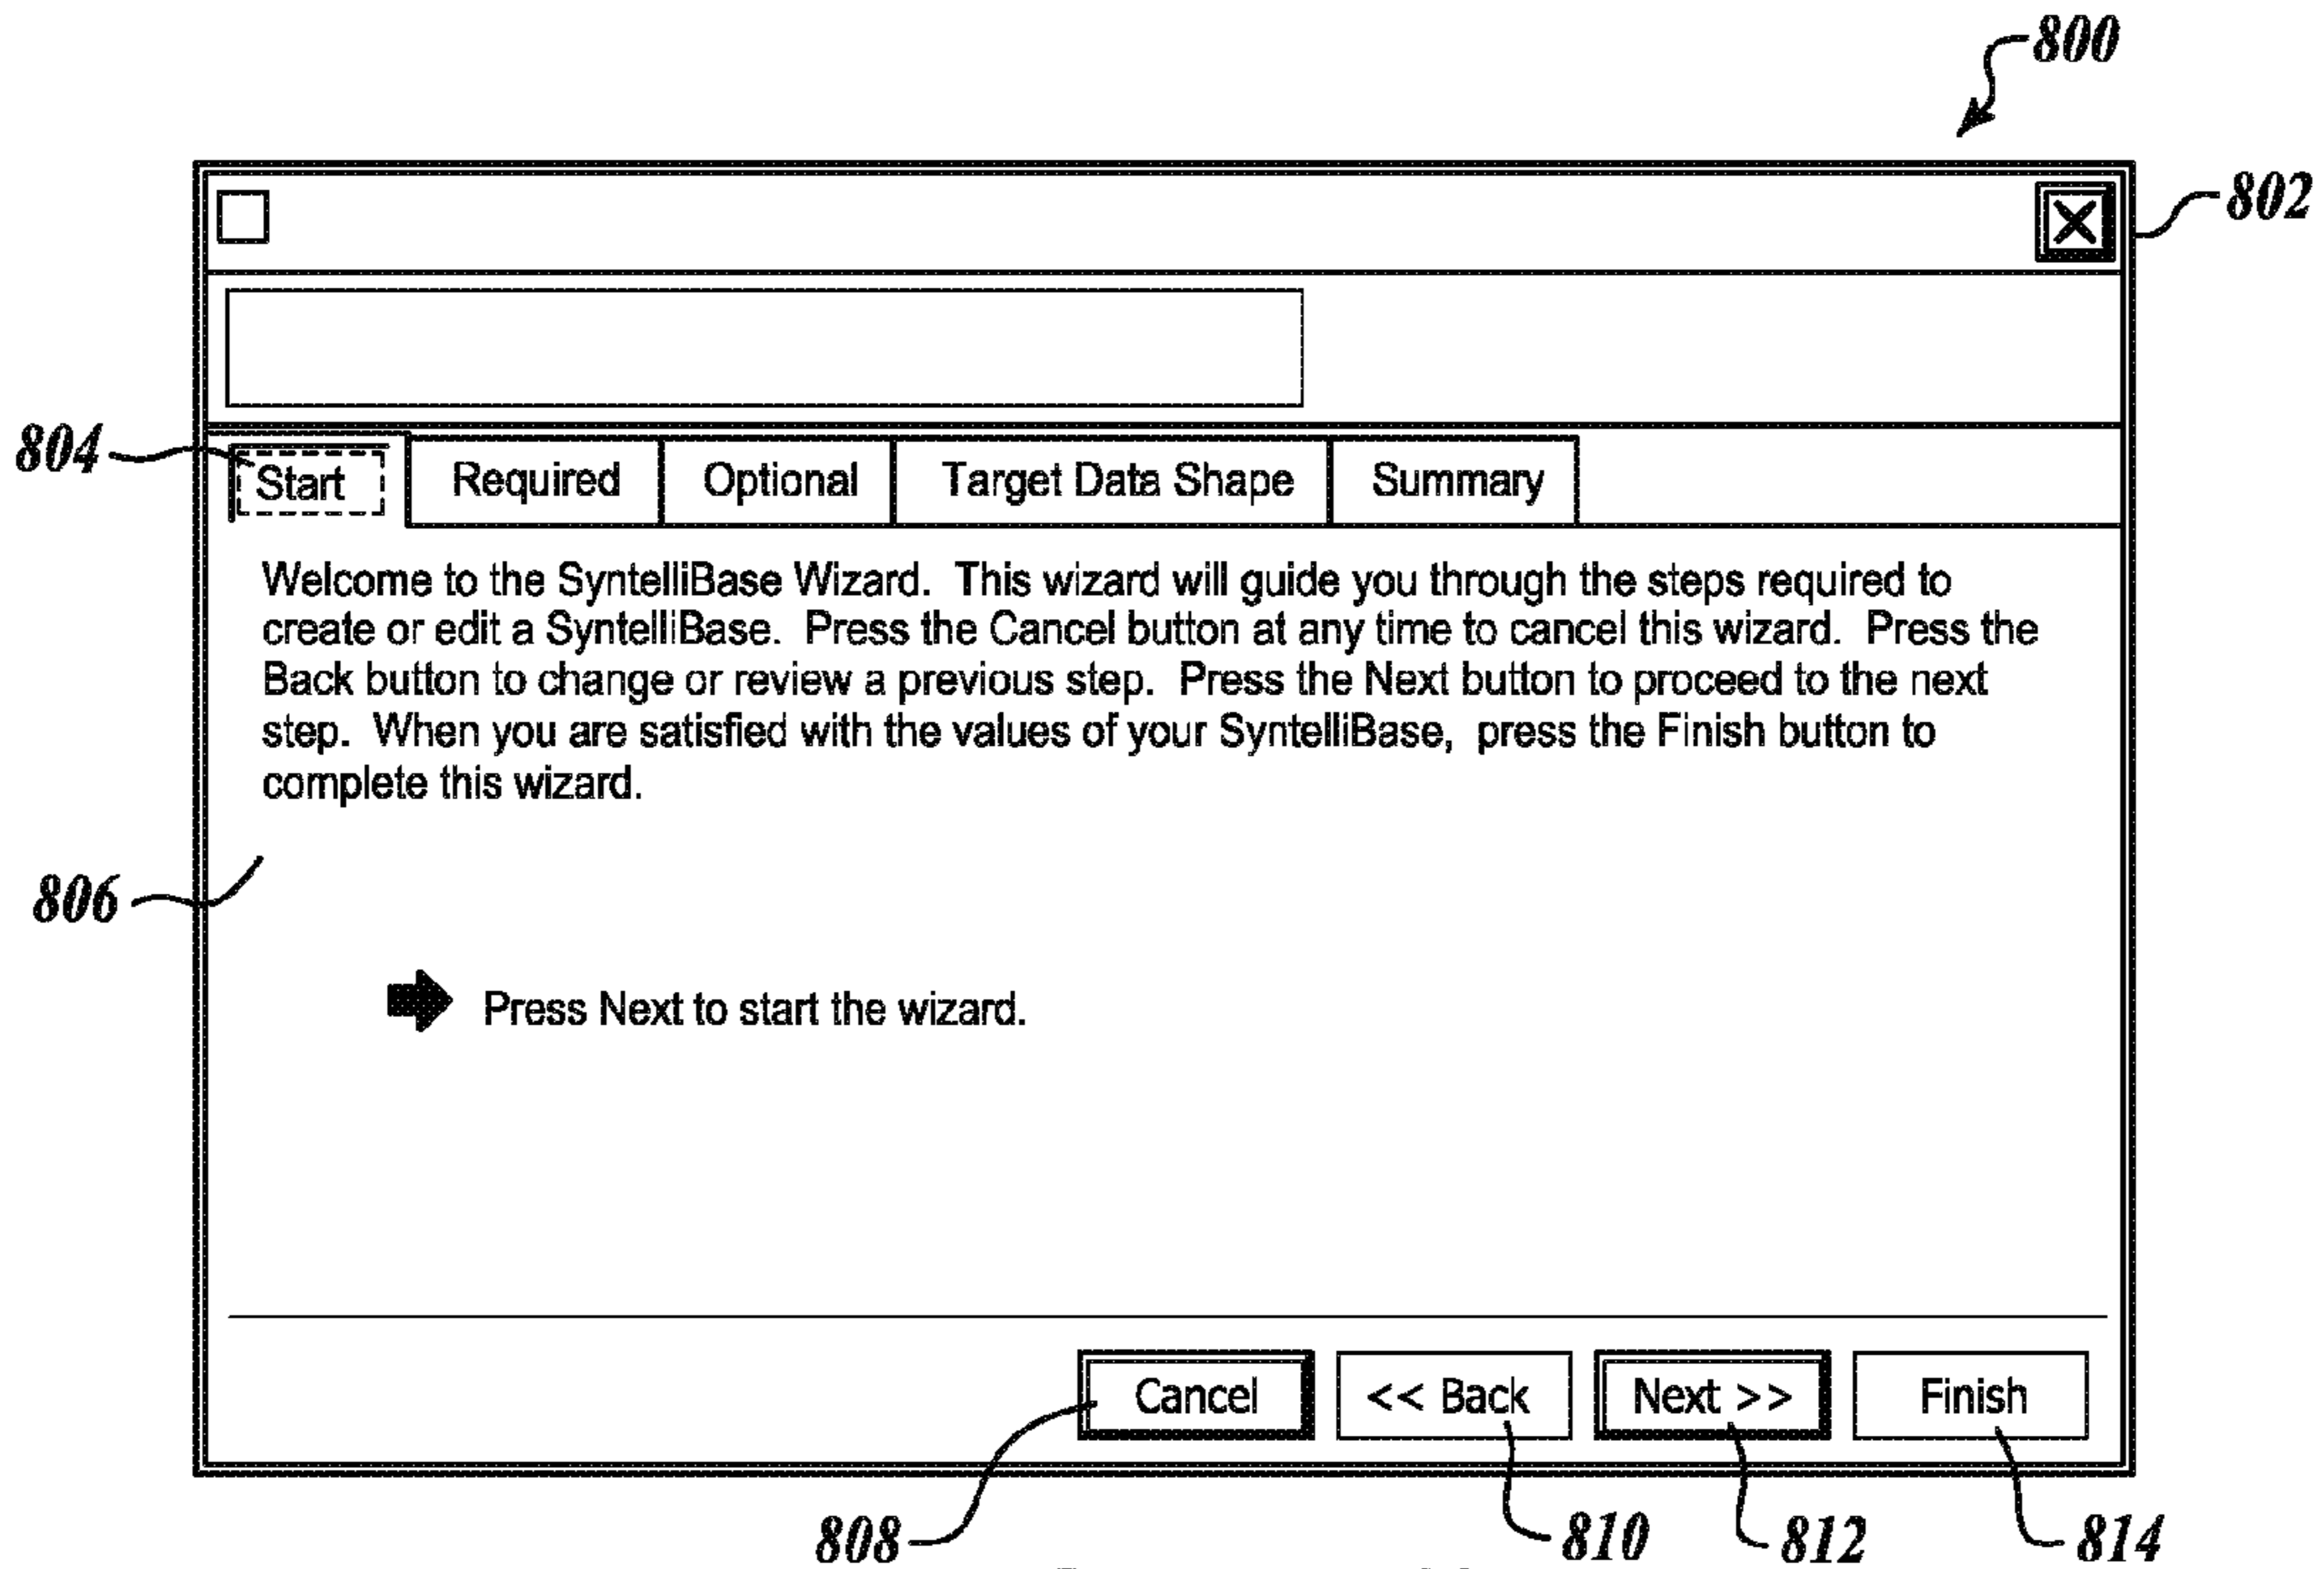 800
802
804
Start Required Optional Target Data Shape Summary
Welcome to the SyntelliBase Wizard. This wizard will guide you through the steps required to
create or edit a SyntelliBase. Press the Cancel button at any time to cancel this wizard. Press the
Back button to change or review a previous step. Press the Next button to proceed to the next
step. When you are satisfied with the values of your SyntelliBase, press the Finish button to
complete this wizard.
806
Press Next to start the wizard.
Cancel << Back Next >> Finish
808 810 812 814